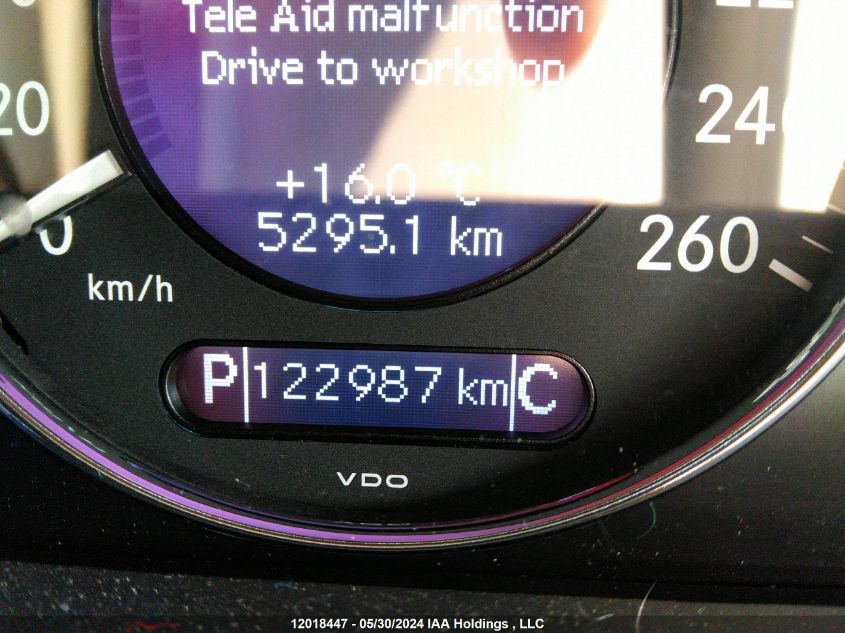 Tele Aid malfunction
Drive to workshop
20
240
+16.0 °C
0
5295.1 km
260
km/h
P 122987 km C
VDO
12018447 - 05/30/2024 IAA Holdings , LLC